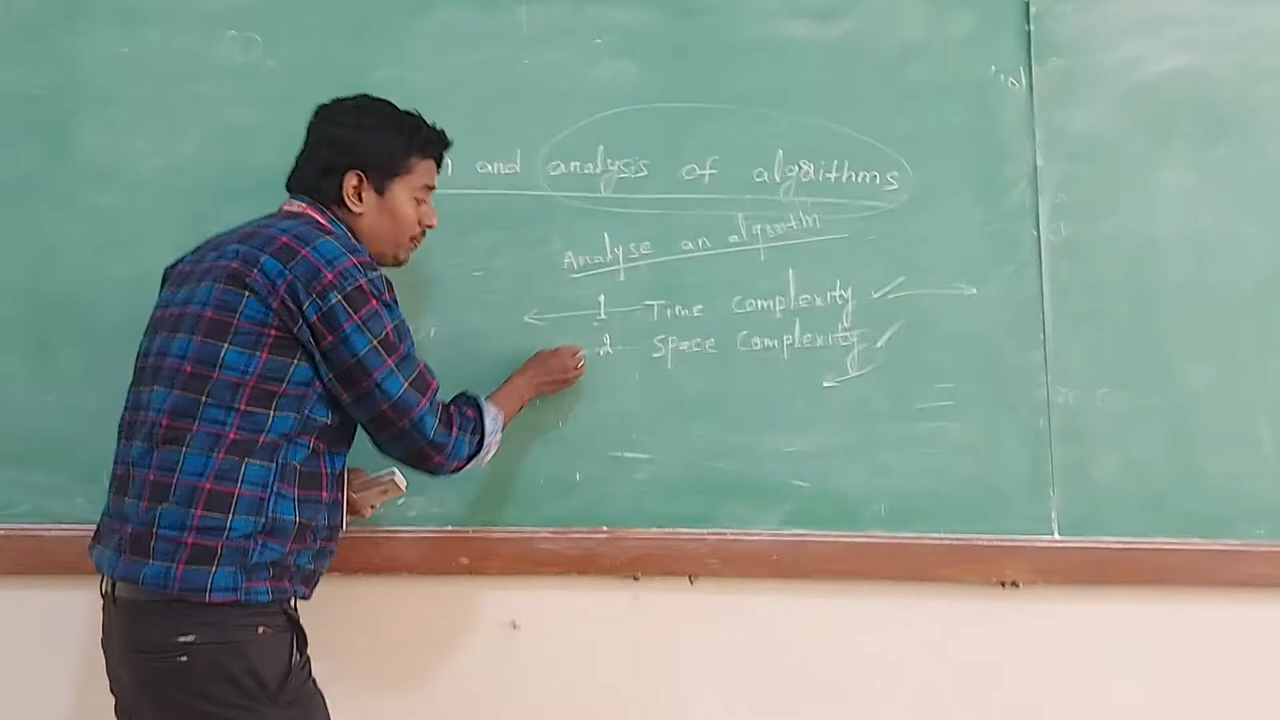 and analysis of algorithms
Analyse an algorithm
1 Time complexity
2 Space Complexity